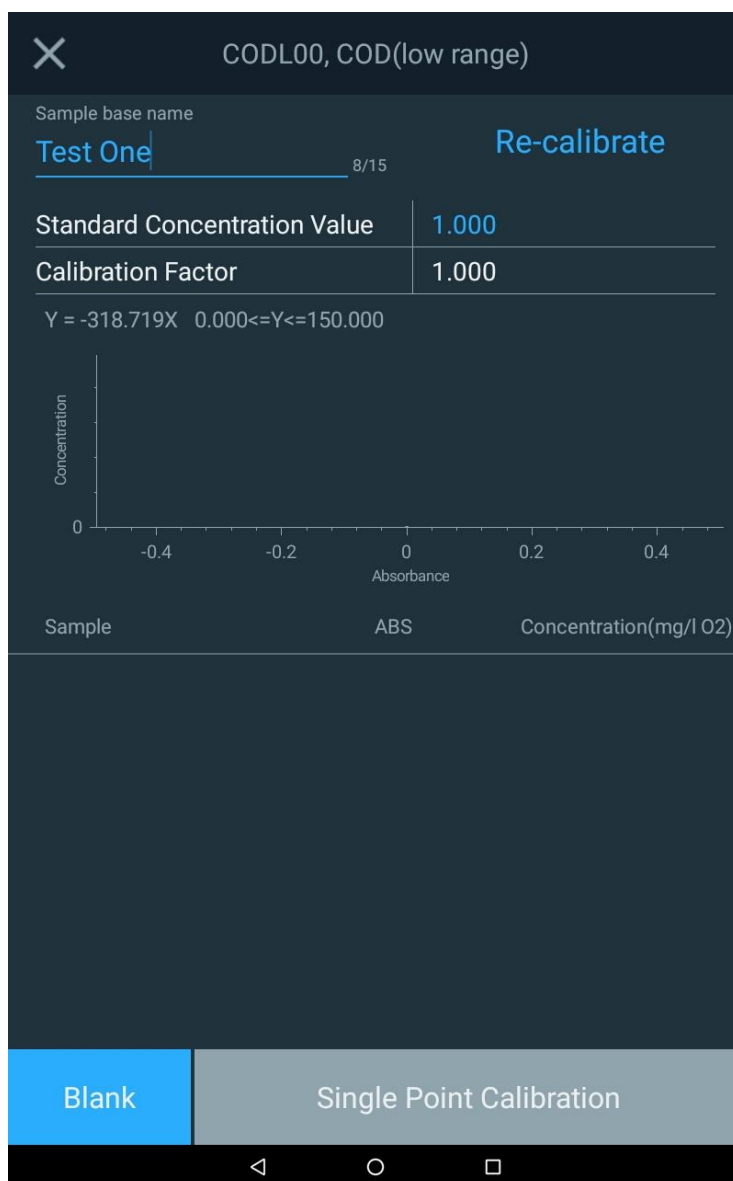 CODL00, COD(low range)
Sample base name
Test One
8/15
Re-calibrate
Standard Concentration Value 1.000
Calibration Factor 1.000
Y = -318.719X 0.000<=Y<=150.000
Concentration
0
-0.4 -0.2 0 0.2 0.4
Absorbance
Sample ABS Concentration(mg/l O2)
Blank Single Point Calibration